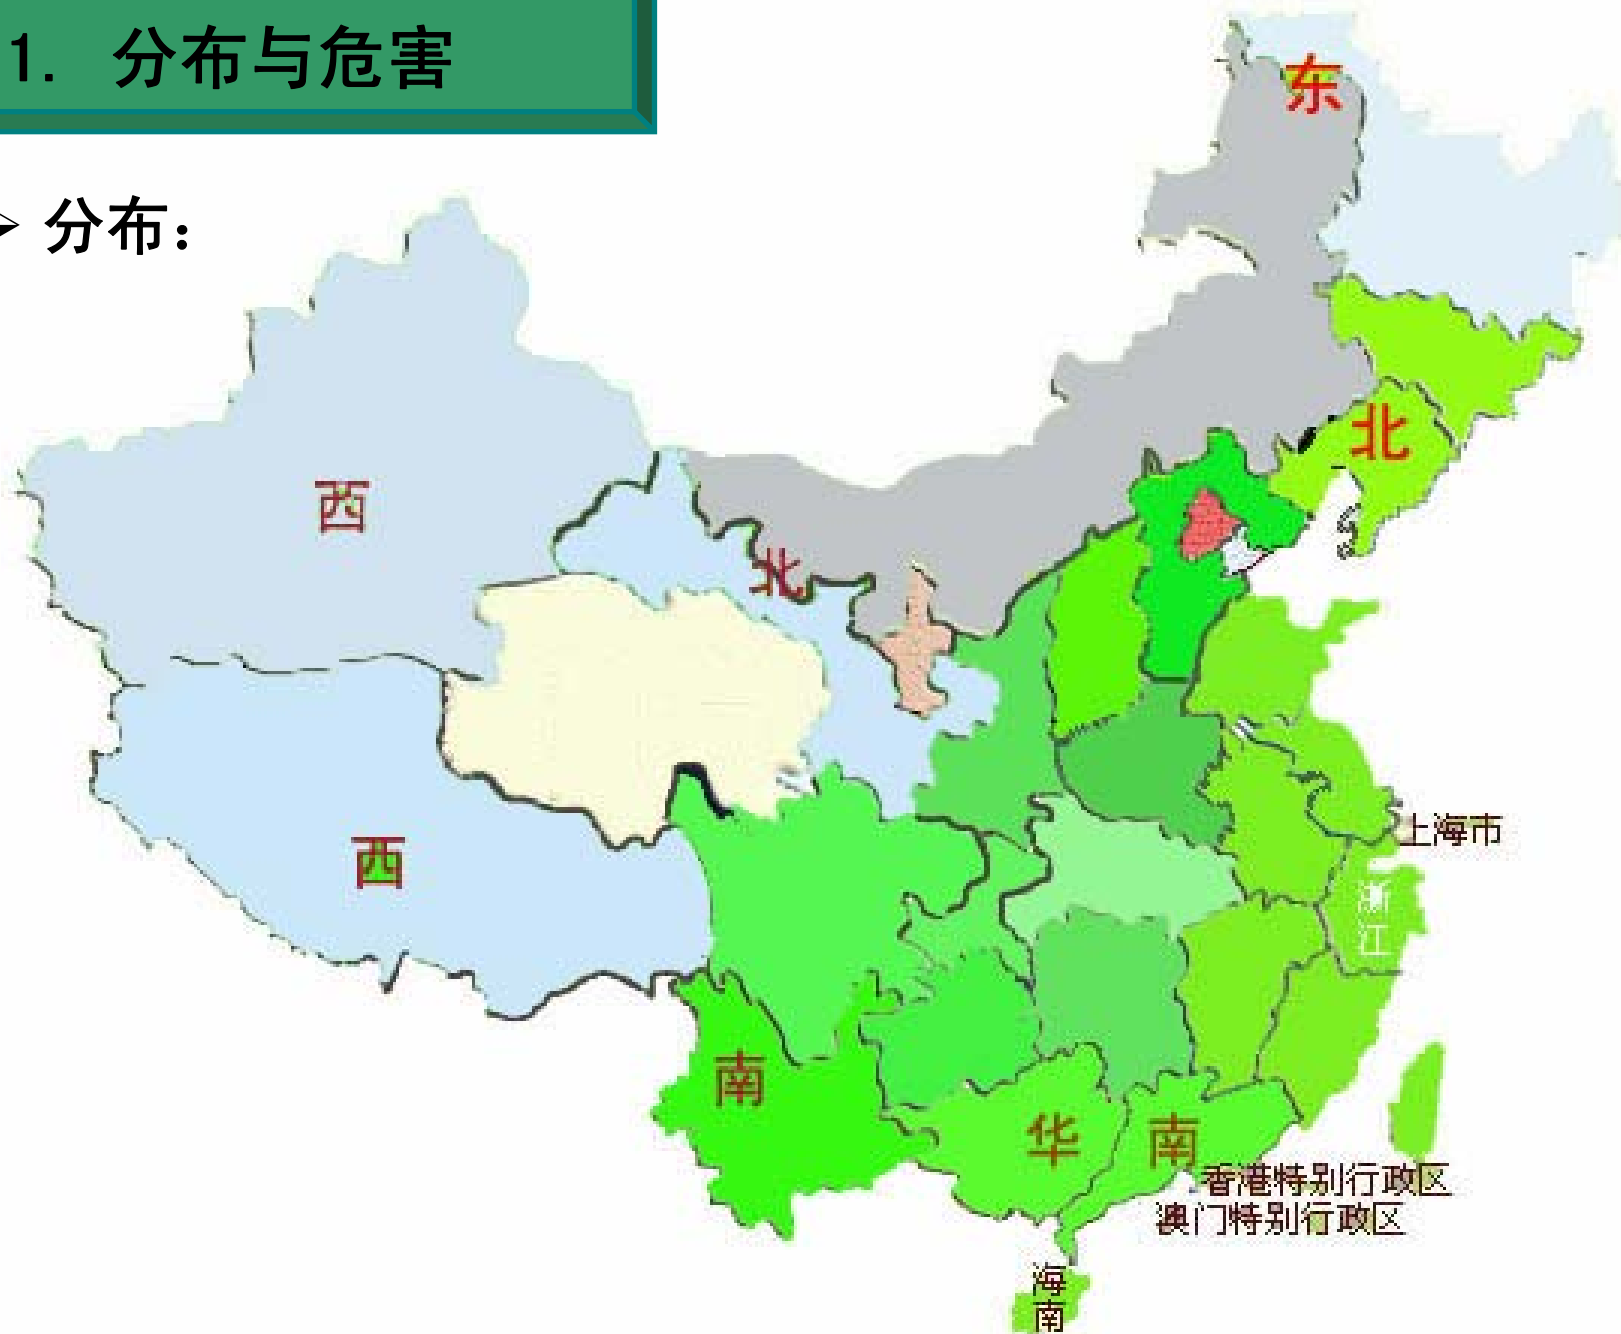 1. 分布与危害
东
分布：
北
西
北
上海市
西
浙江
南
华南
香港特别行政区
澳门特别行政区
海南